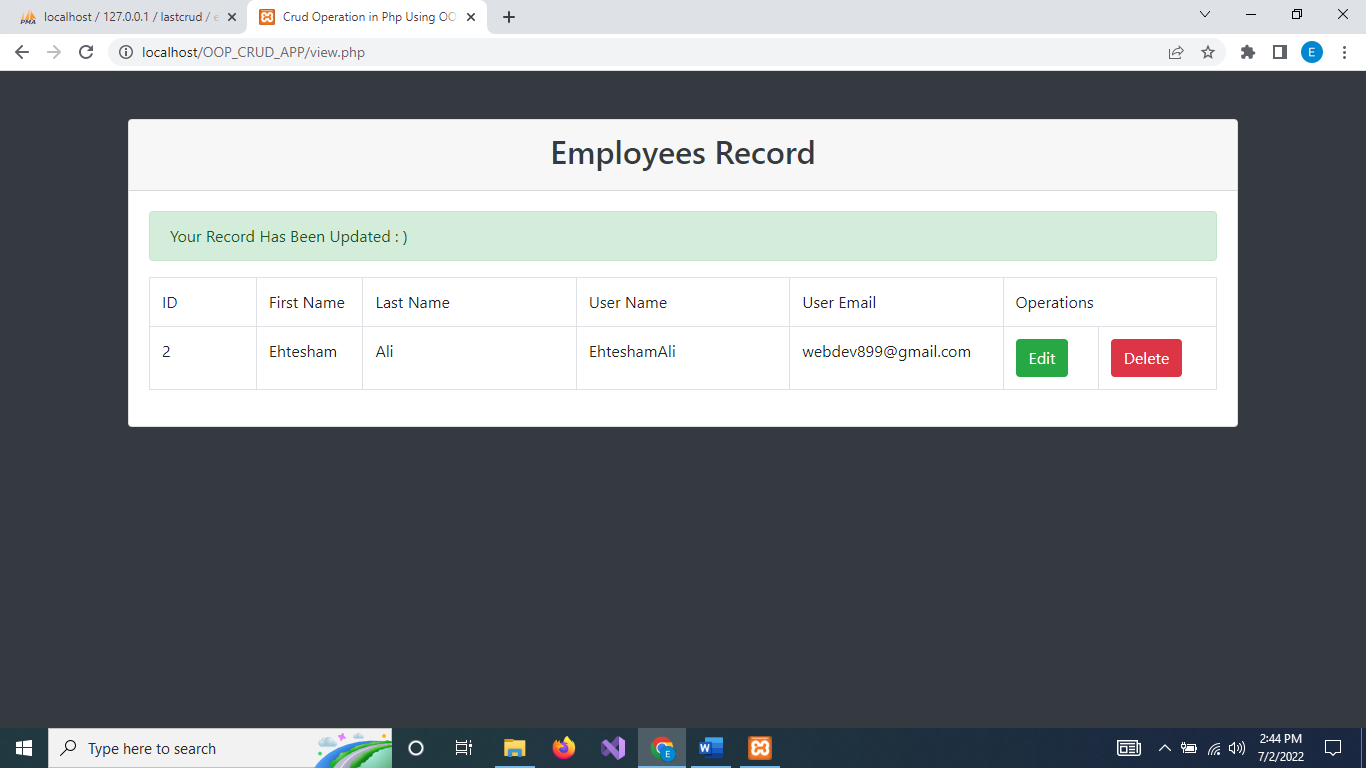 localhost / 127.0.0.1 / lastcrud / e
Crud Operation in Php Using OO
localhost/OOP_CRUD_APP/view.php
E
Employees Record
Your Record Has Been Updated : )
ID First Name Last Name User Name User Email Operations
2 Ehtesham Ali EhteshamAli webdev899@gmail.com Edit Delete
Type here to search
2:44 PM
7/2/2022